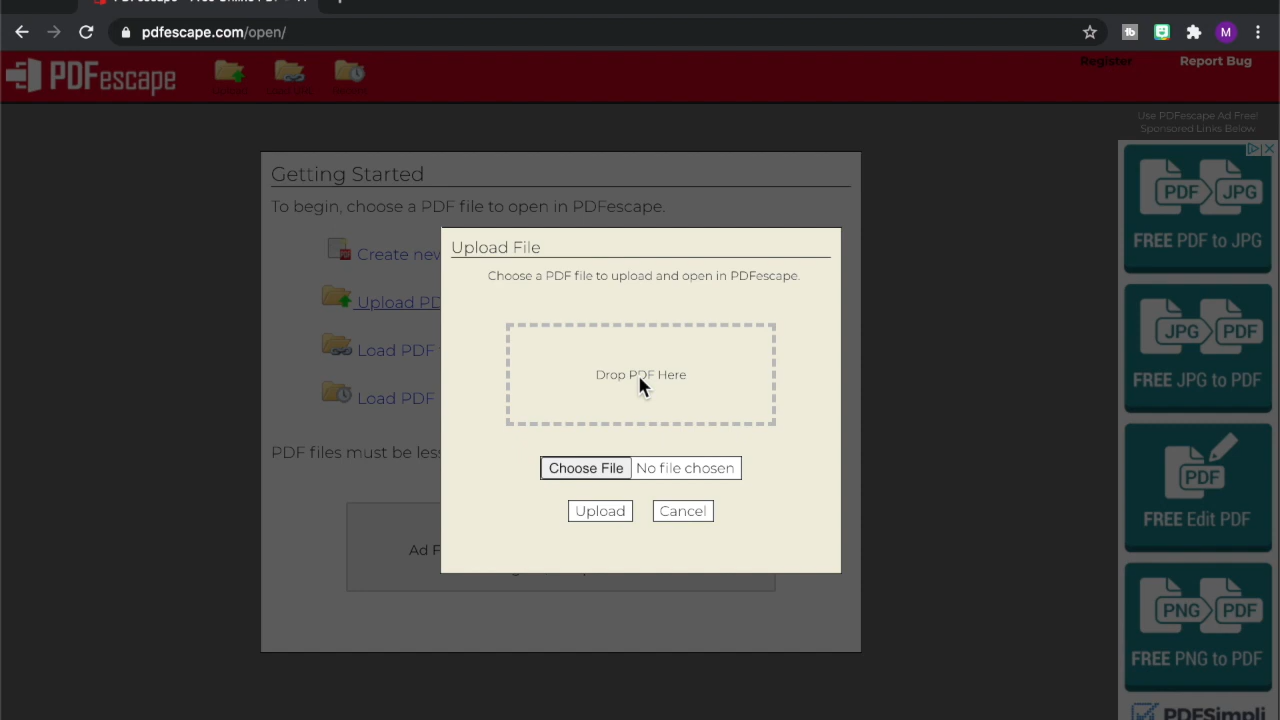 pdfescape.com/open/
M
PDFescape
Register
Report Bug
Use PDFescape Ad Free!
Sponsored Links Below
Getting Started
To begin, choose a PDF file to open in PDFescape.
Create new
Upload PD
Load PDF
Load PDF
PDF files must be les
Ad F
Upload File
Choose a PDF file to upload and open in PDFescape.
Drop PDF Here
Choose File No file chosen
Upload Cancel
PDF JPG
FREE PDF to JPG
JPG PDF
FREE JPG to PDF
PDF
FREE Edit PDF
PNG PDF
FREE PNG to PDF
PDFSimpli